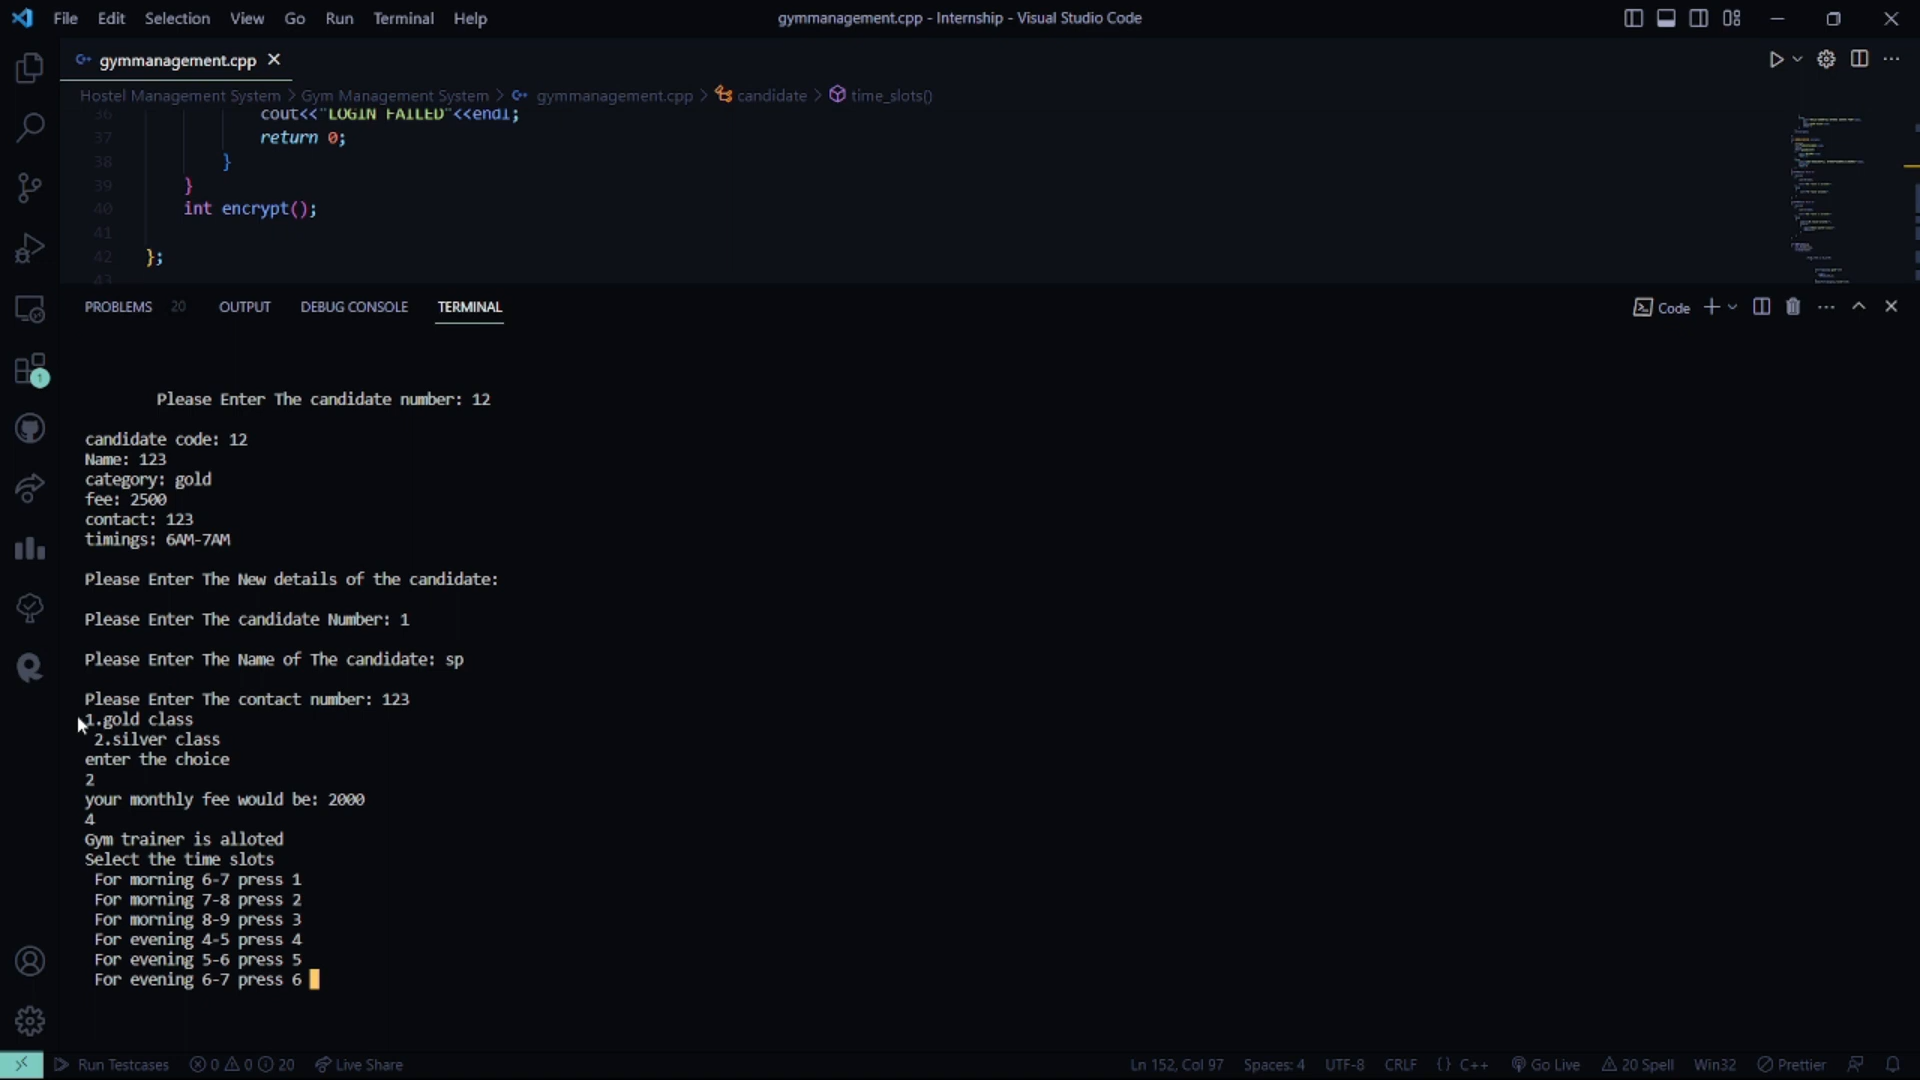 File Edit Selection View Go Run Terminal Help
gymmanagement.cpp - Internship - Visual Studio Code
gymmanagement.cpp
Hostel Management System > Gym Management System > gymmanagement.cpp > candidate > time_slots()
36 cout<<"LOGIN FAILED"<<endl;
37 return 0;
38 }
39 }
40 int encrypt();
41
42 };
43
PROBLEMS 20 OUTPUT DEBUG CONSOLE TERMINAL
Code
Please Enter The candidate number: 12
candidate code: 12
Name: 123
category: gold
fee: 2500
contact: 123
timings: 6AM-7AM
Please Enter The New details of the candidate:
Please Enter The candidate Number: 1
Please Enter The Name of The candidate: sp
Please Enter The contact number: 123
1.gold class
2.silver class
enter the choice
2
your monthly fee would be: 2000
4
Gym trainer is alloted
Select the time slots
For morning 6-7 press 1
For morning 7-8 press 2
For morning 8-9 press 3
For evening 4-5 press 4
For evening 5-6 press 5
For evening 6-7 press 6
Run Testcases 0 0 20 Live Share Ln 152, Col 97 Spaces: 4 UTF-8 CRLF {} C++ Go Live 20 Spell Win32 Prettier